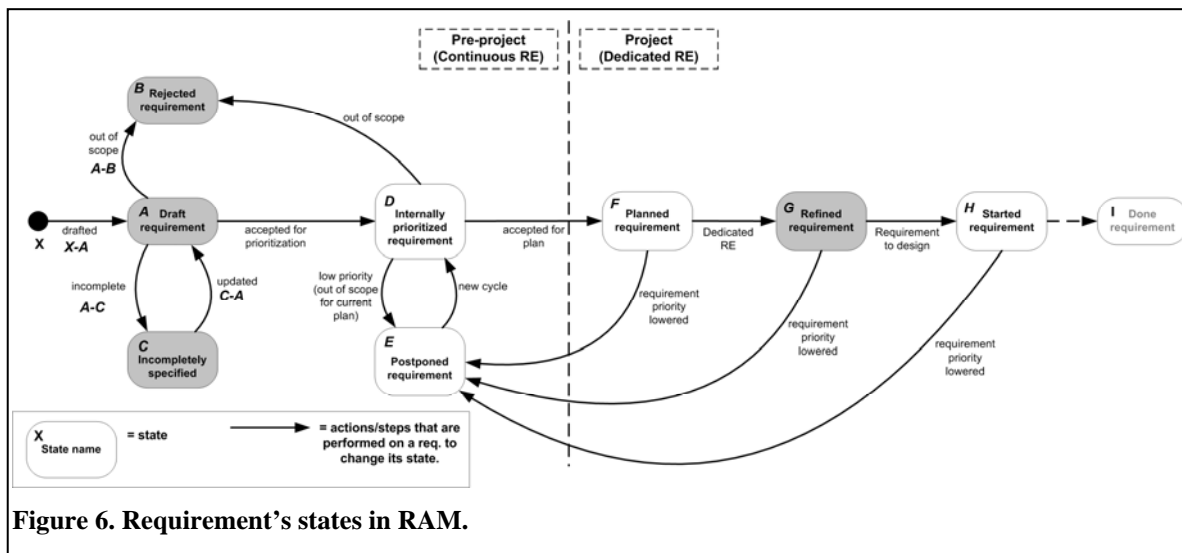 Pre-project
(Continuous RE)
Project
(Dedicated RE)
B
Rejected
requirement
out of scope
out of
scope
A-B
A
Draft
requirement
X
drafted
X-A
accepted for
prioritization
D
Internally
prioritized
requirement
accepted for
plan
F
Planned
requirement
Dedicated
RE
G
Refined
requirement
Requirement
to design
H
Started
requirement
I
Done
requirement
incomplete
A-C
updated
C-A
low priority
(out of scope
for current
plan)
new cycle
requirement
priority
lowered
requirement
priority
lowered
requirement
priority
lowered
C
Incompletely
specified
E
Postponed
requirement
X
State name
= state
= actions/steps that are
performed on a req. to
change its state.
Figure 6. Requirement's states in RAM.